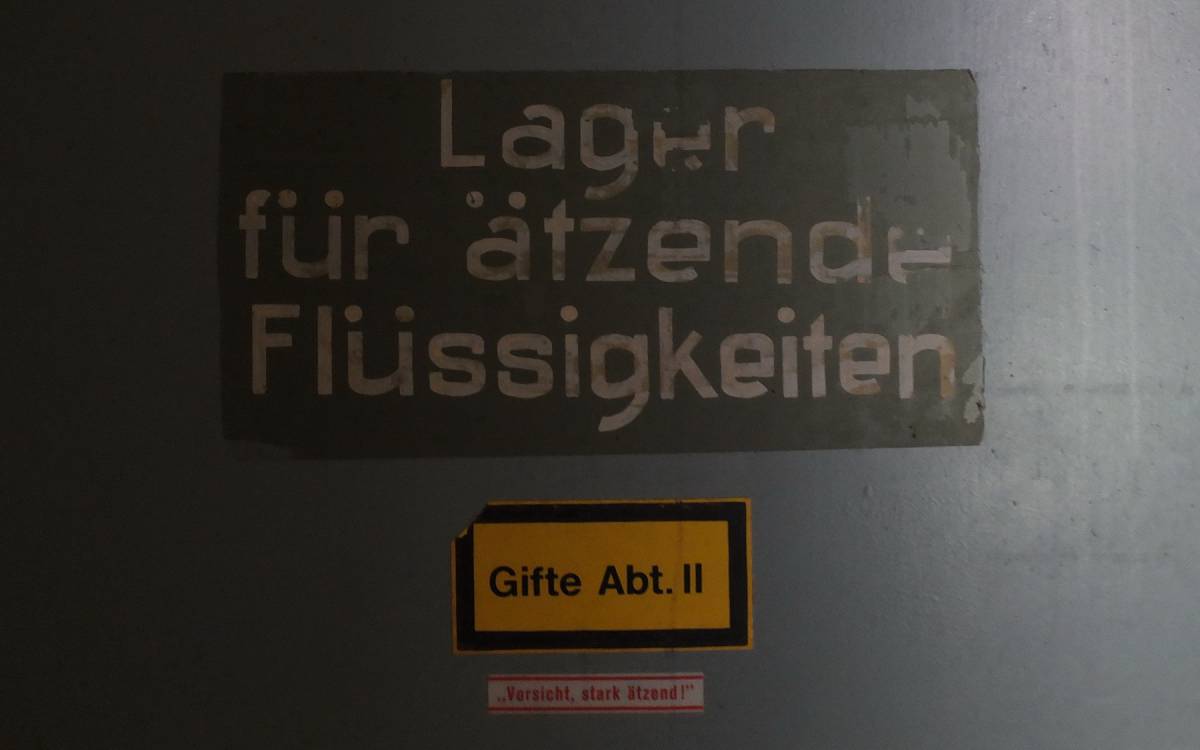 Lager
für ätzende
Flüssigkeiten
Gifte Abt. II
„Vorsicht, stark ätzend!“